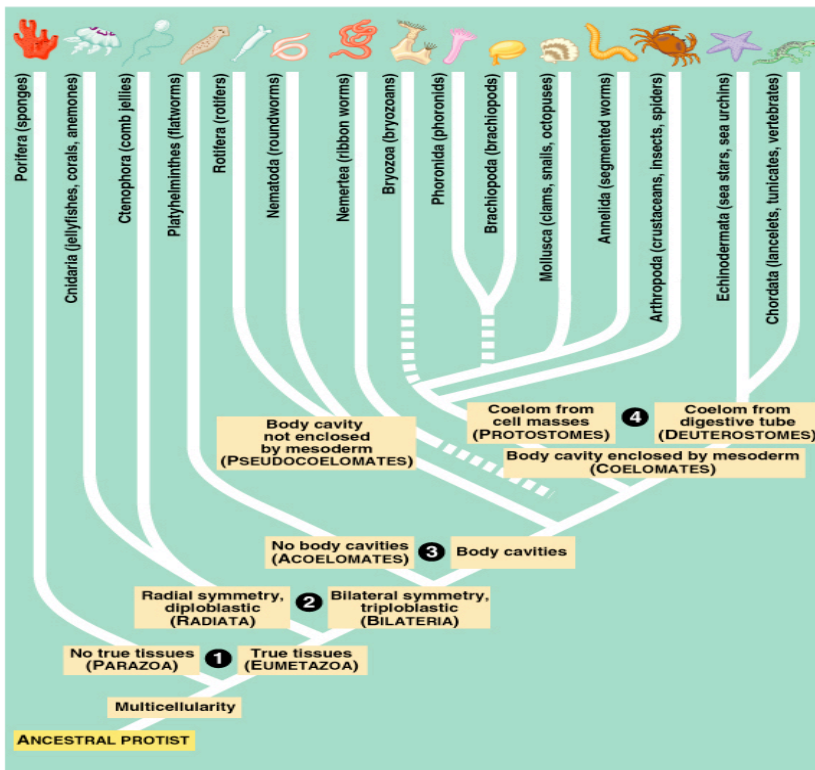 Porifera (sponges)
Cnidaria (jellyfishes, corals, anemones)
Ctenophora (comb jellies)
Platyhelminthes (flatworms)
Rotifera (rotifers)
Nematoda (roundworms)
Nemertea (ribbon worms)
Bryozoa (bryozoans)
Phoronida (phoronids)
Brachiopoda (brachiopods)
Mollusca (clams, snails, octopuses)
Annelida (segmented worms)
Arthropoda (crustaceans, insects, spiders)
Echinodermata (sea stars, sea urchins)
Chordata (lancelets, tunicates, vertebrates)
Body cavity
not enclosed
by mesoderm
(PSEUDOCOELOMATES)
Coelom from
cell masses
(PROTOSTOMES)
4
Coelom from
digestive tube
(DEUTEROSTOMES)
Body cavity enclosed by mesoderm
(COELOMATES)
No body cavities
(ACOELOMATES)
3
Body cavities
Radial symmetry,
diploblastic
(RADIATA)
2
Bilateral symmetry,
triploblastic
(BILATERIA)
No true tissues
(PARAZOA)
1
True tissues
(EUMETAZOA)
Multicellularity
ANCESTRAL PROTIST